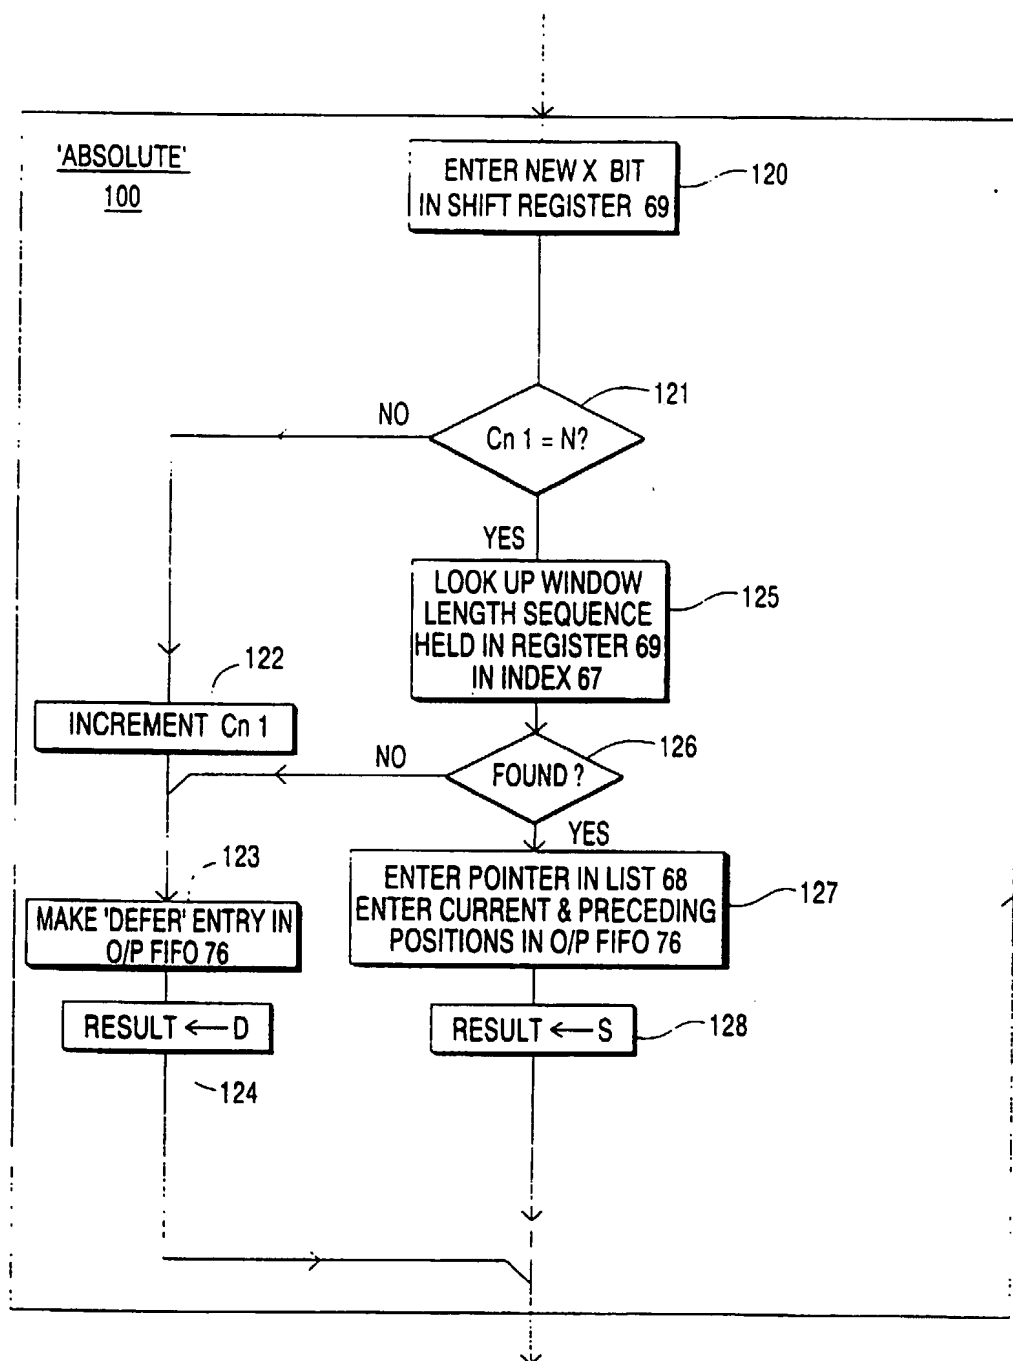 'ABSOLUTE'
100
ENTER NEW X BIT
IN SHIFT REGISTER 69
120
Cn 1 = N?
121
NO
YES
LOOK UP WINDOW
LENGTH SEQUENCE
HELD IN REGISTER 69
IN INDEX 67
125
122
INCREMENT Cn 1
NO
FOUND ?
126
YES
123
MAKE 'DEFER' ENTRY IN
O/P FIFO 76
ENTER POINTER IN LIST 68
ENTER CURRENT & PRECEDING
POSITIONS IN O/P FIFO 76
127
RESULT ← D
124
RESULT ← S
128